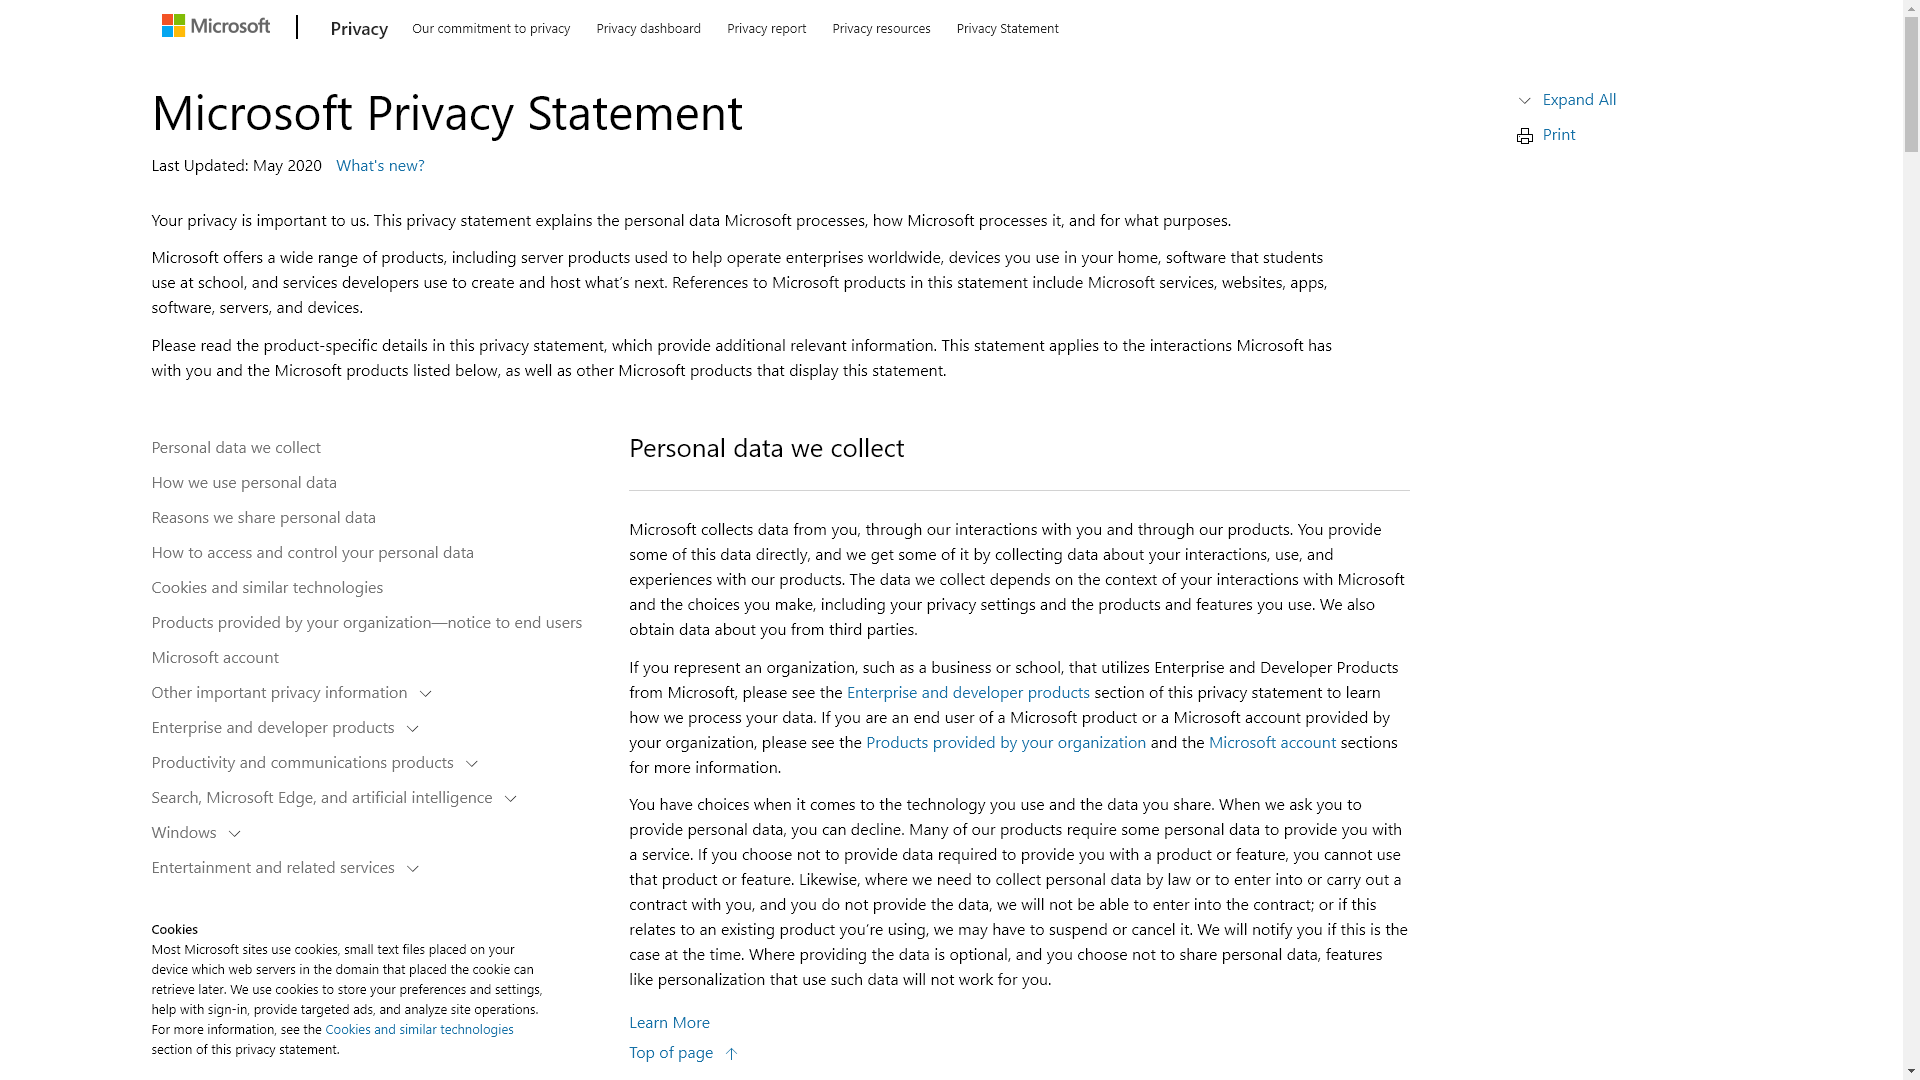 Microsoft
Privacy
Our commitment to privacy
Privacy dashboard
Privacy report
Privacy resources
Privacy Statement
Microsoft Privacy Statement
Expand All
Print
Last Updated: May 2020 What's new?
Your privacy is important to us. This privacy statement explains the personal data Microsoft processes, how Microsoft processes it, and for what purposes.
Microsoft offers a wide range of products, including server products used to help operate enterprises worldwide, devices you use in your home, software that students
use at school, and services developers use to create and host what’s next. References to Microsoft products in this statement include Microsoft services, websites, apps,
software, servers, and devices.
Please read the product-specific details in this privacy statement, which provide additional relevant information. This statement applies to the interactions Microsoft has
with you and the Microsoft products listed below, as well as other Microsoft products that display this statement.
Personal data we collect
How we use personal data
Reasons we share personal data
How to access and control your personal data
Cookies and similar technologies
Products provided by your organization—notice to end users
Microsoft account
Other important privacy information
Enterprise and developer products
Productivity and communications products
Search, Microsoft Edge, and artificial intelligence
Windows
Entertainment and related services
Cookies
Most Microsoft sites use cookies, small text files placed on your
device which web servers in the domain that placed the cookie can
retrieve later. We use cookies to store your preferences and settings,
help with sign-in, provide targeted ads, and analyze site operations.
For more information, see the Cookies and similar technologies
section of this privacy statement.
Personal data we collect
Microsoft collects data from you, through our interactions with you and through our products. You provide
some of this data directly, and we get some of it by collecting data about your interactions, use, and
experiences with our products. The data we collect depends on the context of your interactions with Microsoft
and the choices you make, including your privacy settings and the products and features you use. We also
obtain data about you from third parties.
If you represent an organization, such as a business or school, that utilizes Enterprise and Developer Products
from Microsoft, please see the Enterprise and developer products section of this privacy statement to learn
how we process your data. If you are an end user of a Microsoft product or a Microsoft account provided by
your organization, please see the Products provided by your organization and the Microsoft account sections
for more information.
You have choices when it comes to the technology you use and the data you share. When we ask you to
provide personal data, you can decline. Many of our products require some personal data to provide you with
a service. If you choose not to provide data required to provide you with a product or feature, you cannot use
that product or feature. Likewise, where we need to collect personal data by law or to enter into or carry out a
contract with you, and you do not provide the data, we will not be able to enter into the contract; or if this
relates to an existing product you’re using, we may have to suspend or cancel it. We will notify you if this is the
case at the time. Where providing the data is optional, and you choose not to share personal data, features
like personalization that use such data will not work for you.
Learn More
Top of page